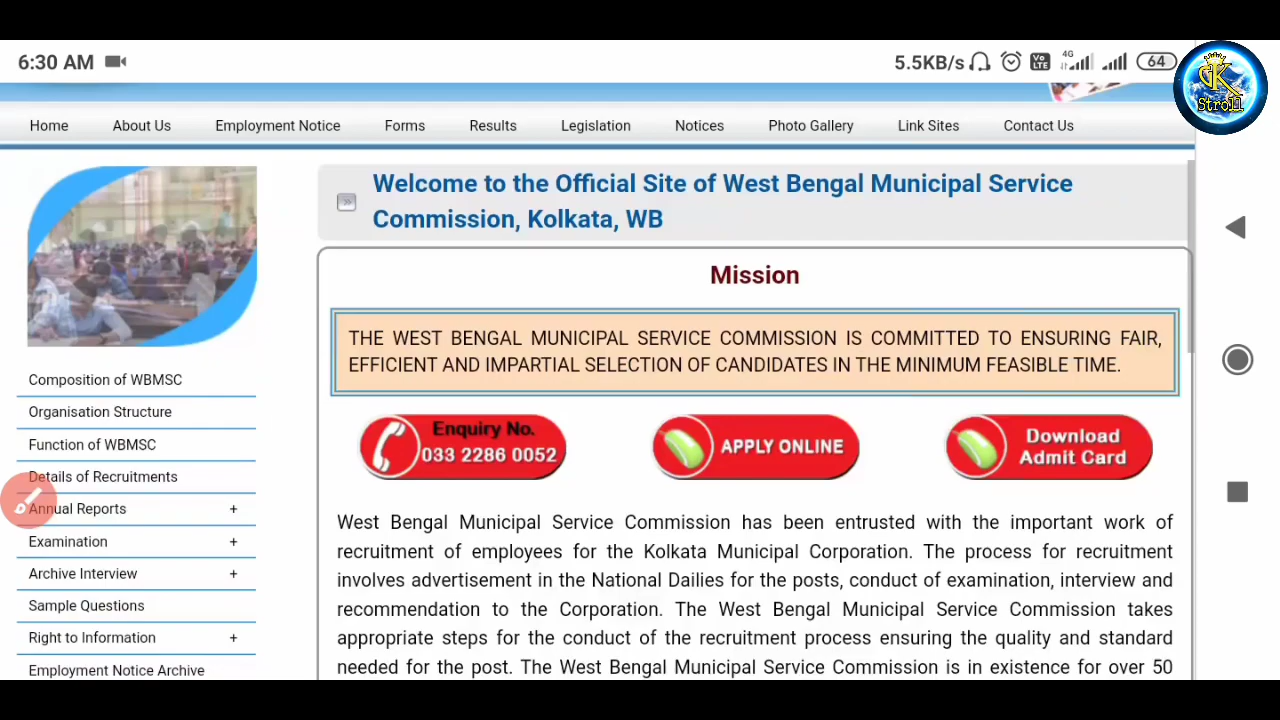 6:30 AM
5.5KB/s
Vo
LTE
4G
64
GK
Stroll
Home
About Us
Employment Notice
Forms
Results
Legislation
Notices
Photo Gallery
Link Sites
Contact Us
Welcome to the Official Site of West Bengal Municipal Service
Commission, Kolkata, WB
Mission
THE WEST BENGAL MUNICIPAL SERVICE COMMISSION IS COMMITTED TO ENSURING FAIR,
EFFICIENT AND IMPARTIAL SELECTION OF CANDIDATES IN THE MINIMUM FEASIBLE TIME.
Enquiry No.
033 2286 0052
APPLY ONLINE
Download
Admit Card
Composition of WBMSC
Organisation Structure
Function of WBMSC
Details of Recruitments
Annual Reports +
Examination +
Archive Interview +
Sample Questions
Right to Information +
Employment Notice Archive
West Bengal Municipal Service Commission has been entrusted with the important work of
recruitment of employees for the Kolkata Municipal Corporation. The process for recruitment
involves advertisement in the National Dailies for the posts, conduct of examination, interview and
recommendation to the Corporation. The West Bengal Municipal Service Commission takes
appropriate steps for the conduct of the recruitment process ensuring the quality and standard
needed for the post. The West Bengal Municipal Service Commission is in existence for over 50